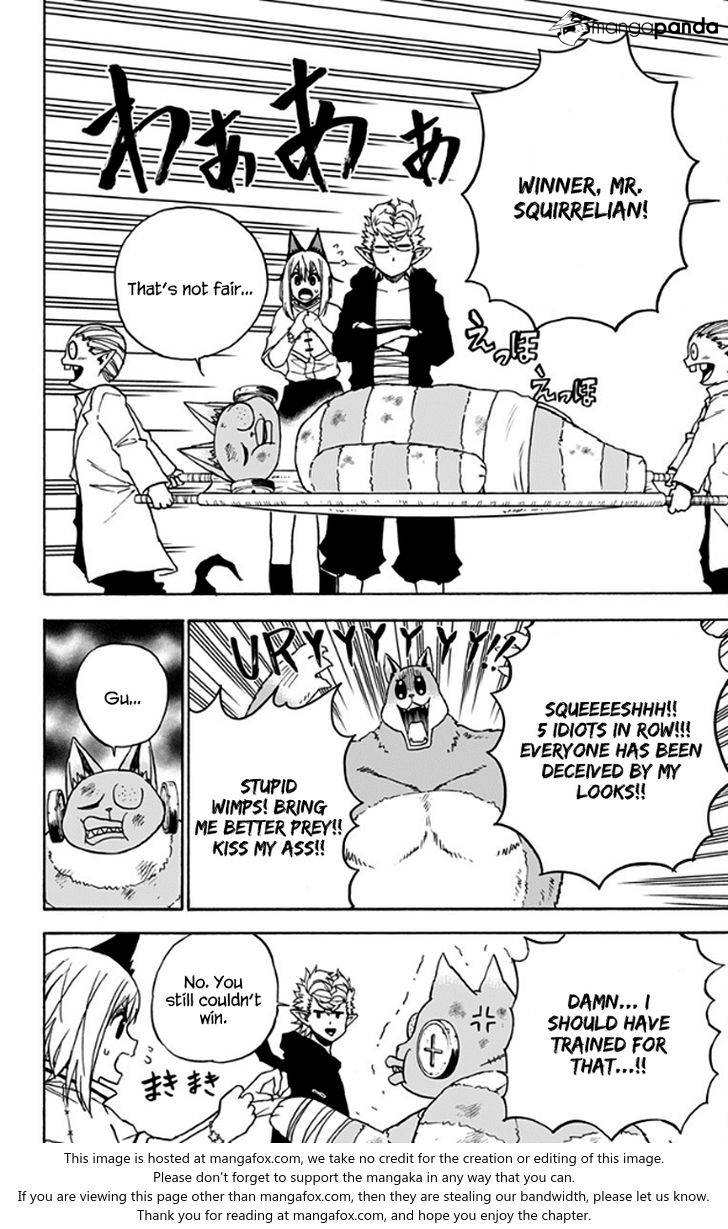 mangapanda
WINNER, MR.
SQUIRRELIAN!
わぁあぁ
That's not fair...
えっほ
えっほ
URYYYYYYY!!
SQUEEEESHHH!!
5 IDIOTS IN ROW!!!
EVERYONE HAS BEEN
DECEIVED BY MY
LOOKS!!
STUPID
WIMPS! BRING
ME BETTER PREY!!
KISS MY ASS!!
Gu...
DAMN... I
SHOULD HAVE
TRAINED FOR
THAT...!!
No. You
still couldn't
win.
まきまき
This image is hosted at mangafox.com, we take no credit for the creation or editing of this image.
Please don't forget to support the mangaka in any way that you can.
If you are viewing this page other than mangafox.com, then they are stealing our bandwidth, please let us know.
Thank you for reading at mangafox.com, and hope you enjoy the chapter.